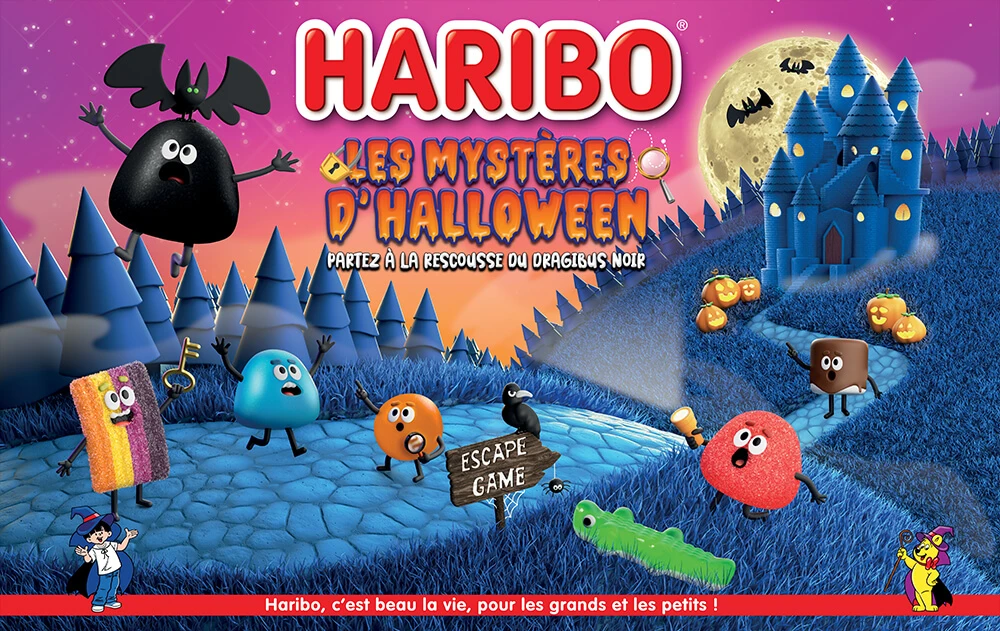 HARIBO®
LES MYSTÈRES
D'HALLOWEEN
PARTEZ À LA RESCOUSSE DU DRAGIBUS NOIR
ESCAPE
GAME
Haribo, c'est beau la vie, pour les grands et les petits !